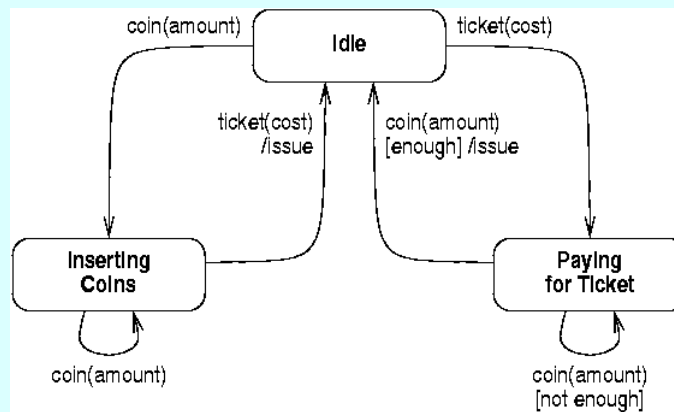 coin(amount)
Idle
ticket(cost)
ticket(cost)
/issue
coin(amount)
[enough] /issue
Inserting
Coins
Paying
for Ticket
coin(amount)
coin(amount)
[not enough]